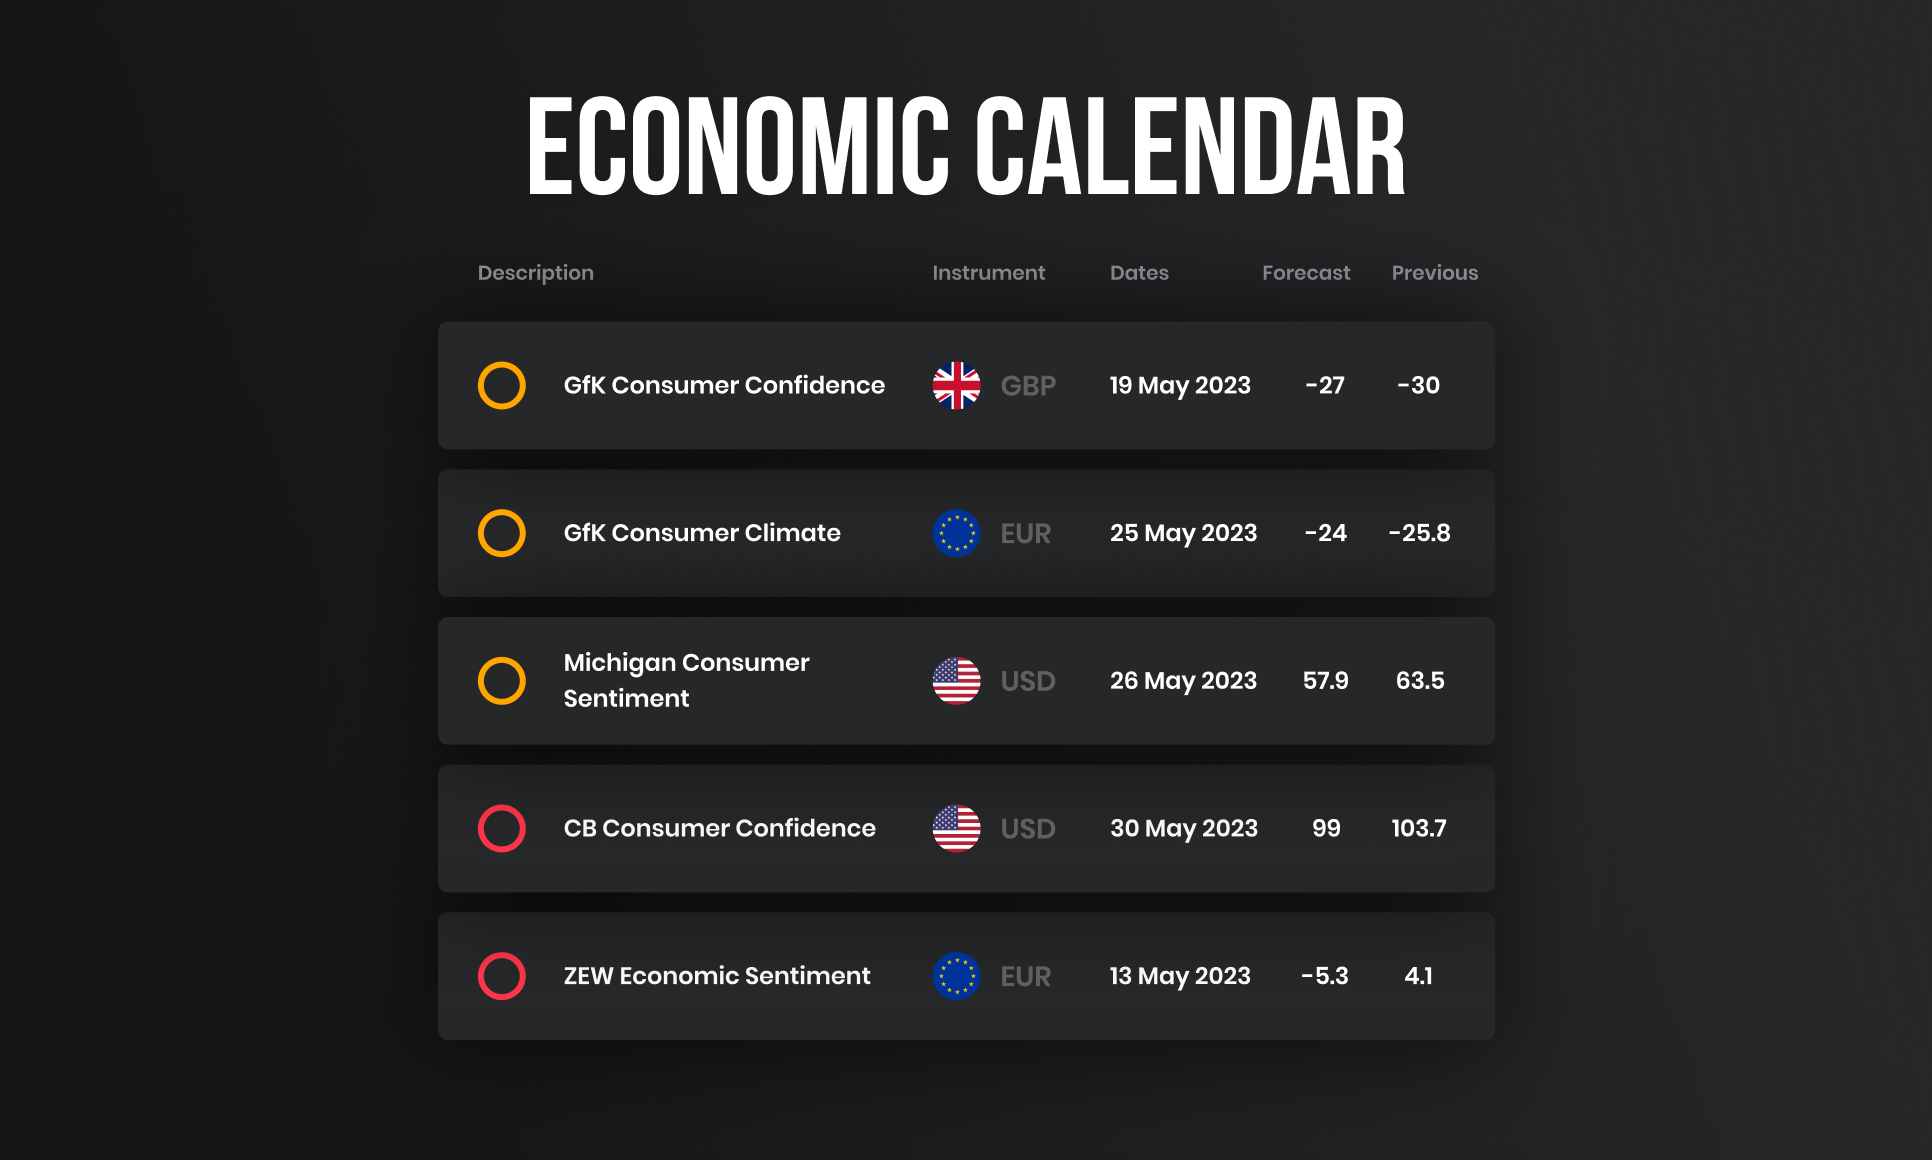 ECONOMIC CALENDAR
Description Instrument Dates Forecast Previous
GfK Consumer Confidence GBP 19 May 2023 -27 -30
GfK Consumer Climate EUR 25 May 2023 -24 -25.8
Michigan Consumer
Sentiment USD 26 May 2023 57.9 63.5
CB Consumer Confidence USD 30 May 2023 99 103.7
ZEW Economic Sentiment EUR 13 May 2023 -5.3 4.1